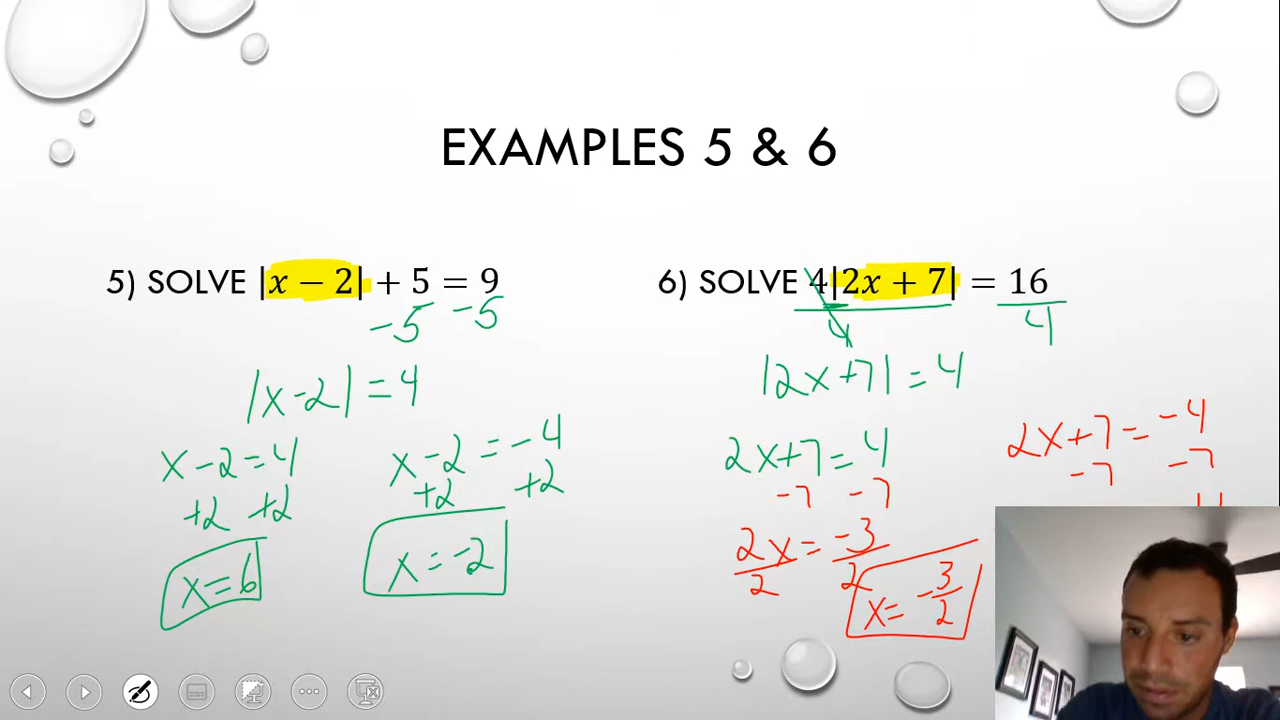 EXAMPLES 5 & 6
5) SOLVE |x − 2| + 5 = 9
−5 −5
|x−2| = 4
x−2=4
+2 +2
x=6
x−2=−4
+2 +2
x=−2
6) SOLVE 4|2x + 7| = 16
4 4
|2x+7| = 4
2x+7=4
−7 −7
2x=−3
2 2
x=−3/2
2x+7=−4
−7 −7